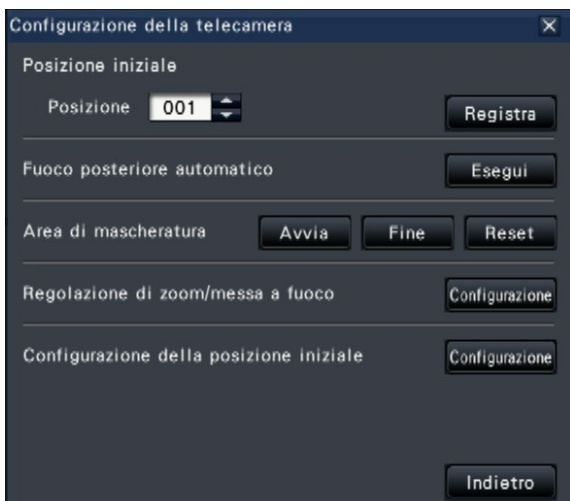 Configurazione della telecamera
Posizione iniziale
Posizione 001 Registra
Fuoco posteriore automatico Esegui
Area di mascheratura Avvia Fine Reset
Regolazione di zoom/messa a fuoco Configurazione
Configurazione della posizione iniziale Configurazione
Indietro